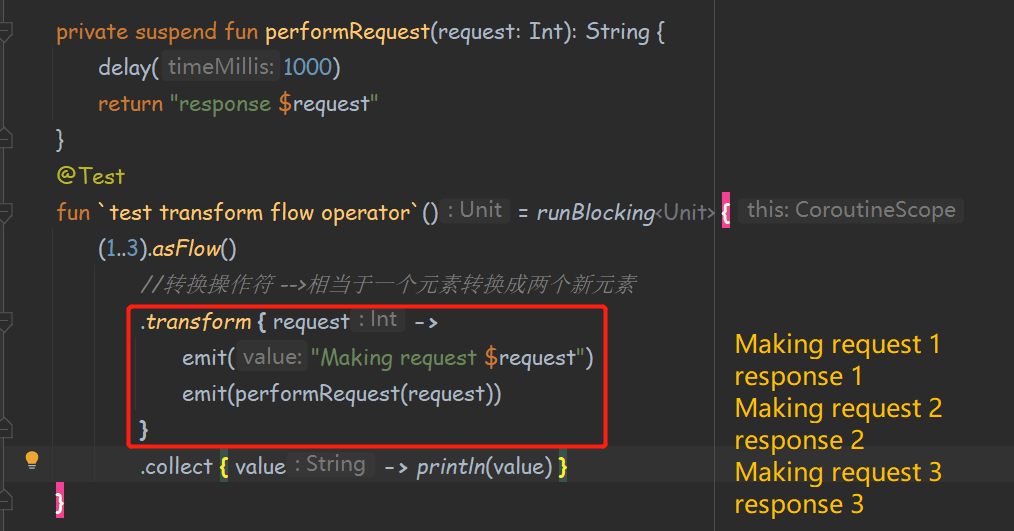 private suspend fun performRequest(request: Int): String {
delay( timeMillis: 1000)
return "response $request"
}
@Test
fun `test transform flow operator`() : Unit = runBlocking<Unit> { this: CoroutineScope
(1..3).asFlow()
//转换操作符 -->相当于一个元素转换成两个新元素
.transform { request : Int ->
emit( value: "Making request $request")
emit(performRequest(request))
}
.collect { value : String -> println(value) }
}
Making request 1
response 1
Making request 2
response 2
Making request 3
response 3